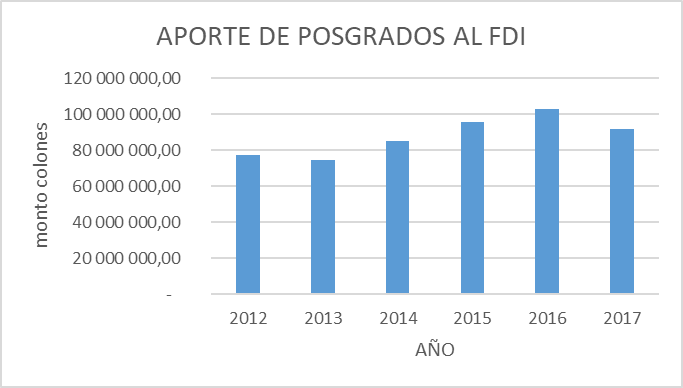 APORTE DE POSGRADOS AL FDI
120 000 000,00
100 000 000,00
80 000 000,00
60 000 000,00
40 000 000,00
20 000 000,00
-
monto colones
2012 2013 2014 2015 2016 2017
AÑO